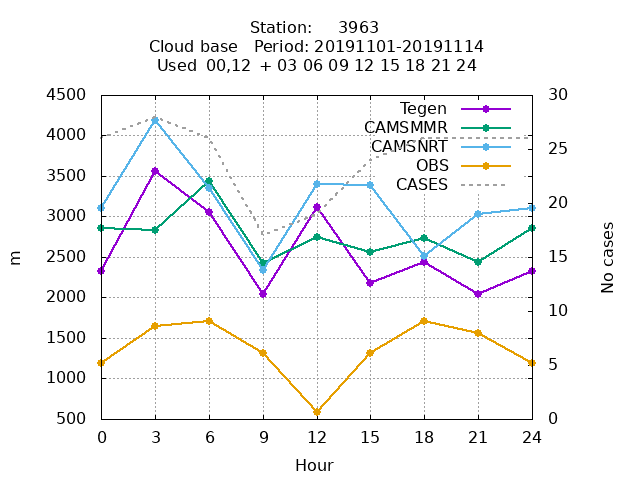 Station: 3963
Cloud base Period: 20191101-20191114
Used 00,12 + 03 06 09 12 15 18 21 24
4500
4000
3500
3000
2500
2000
1500
1000
500
m
30
25
20
15
10
5
0
No cases
Tegen
CAMSMMR
CAMSNRT
OBS
CASES
0 3 6 9 12 15 18 21 24
Hour